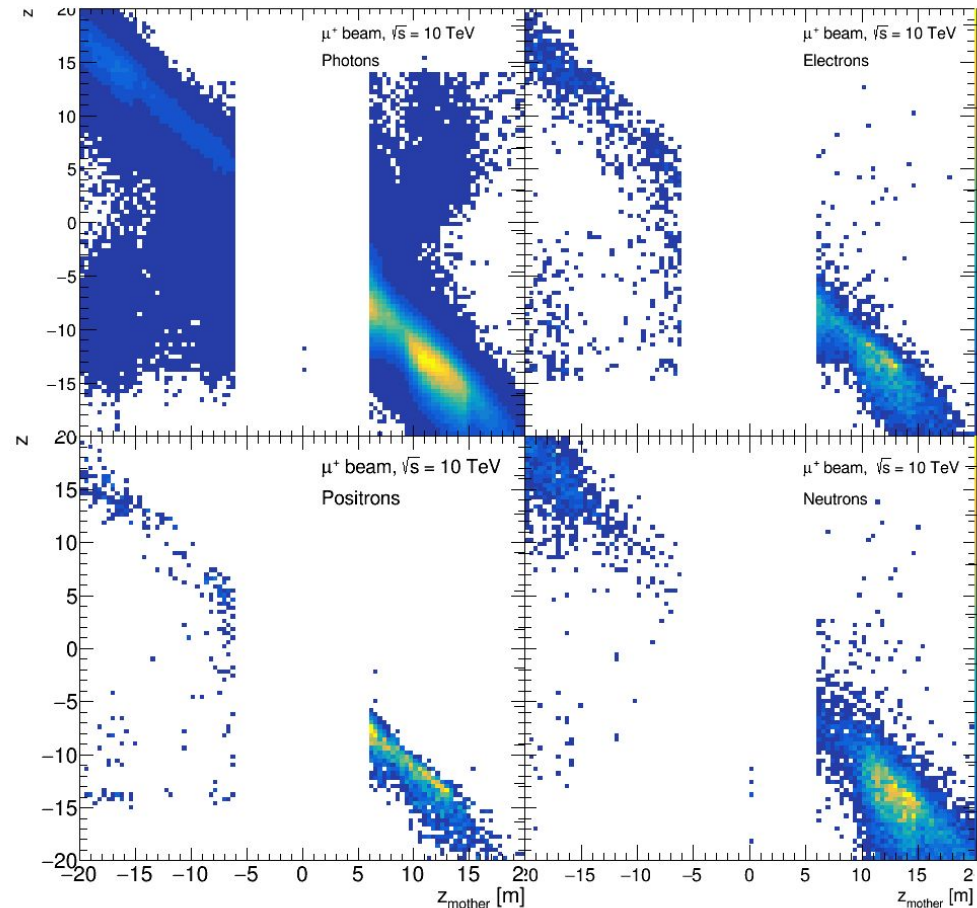 z
μ⁺ beam, √s = 10 TeV
Photons
20
15
10
5
0
−5
−10
−15
μ⁺ beam, √s = 10 TeV
Electrons
z
μ⁺ beam, √s = 10 TeV
Positrons
20
15
10
5
0
−5
−10
−15
−20
μ⁺ beam, √s = 10 TeV
Neutrons
−20 −15 −10 −5 0 5 10 15
−15 −10 −5 0 5 10 15 2
z_mother [m]
z_mother [m]